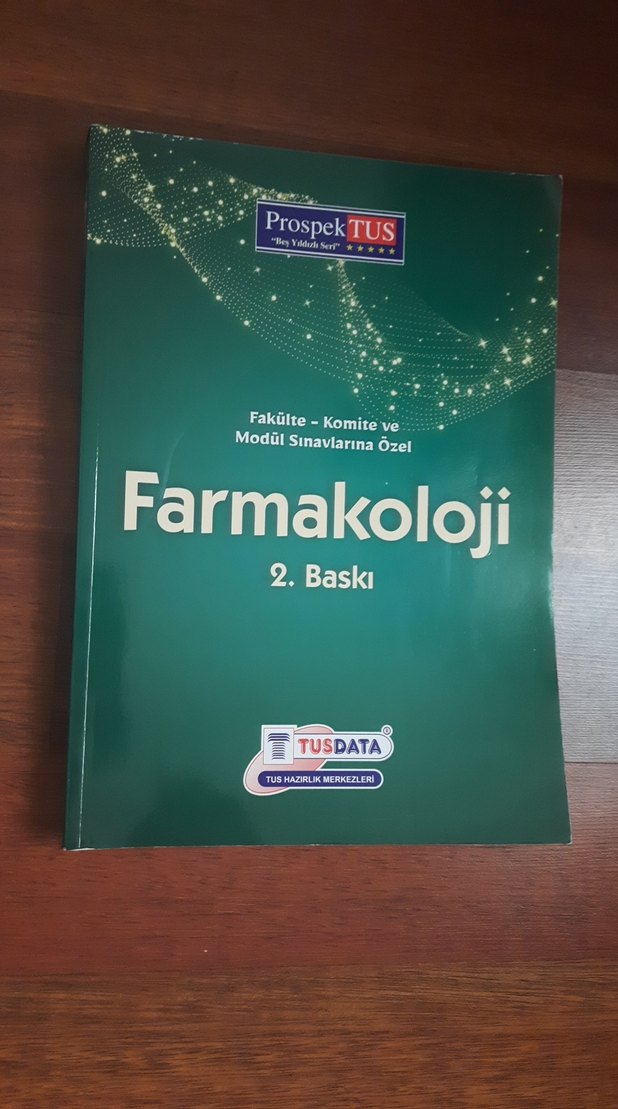 ProspekTUS
"Beş Yıldızlı Seri"
Fakülte - Komite ve
Modül Sınavlarına Özel
Farmakoloji
2. Baskı
TUSDATA
TUS HAZIRLIK MERKEZLERİ